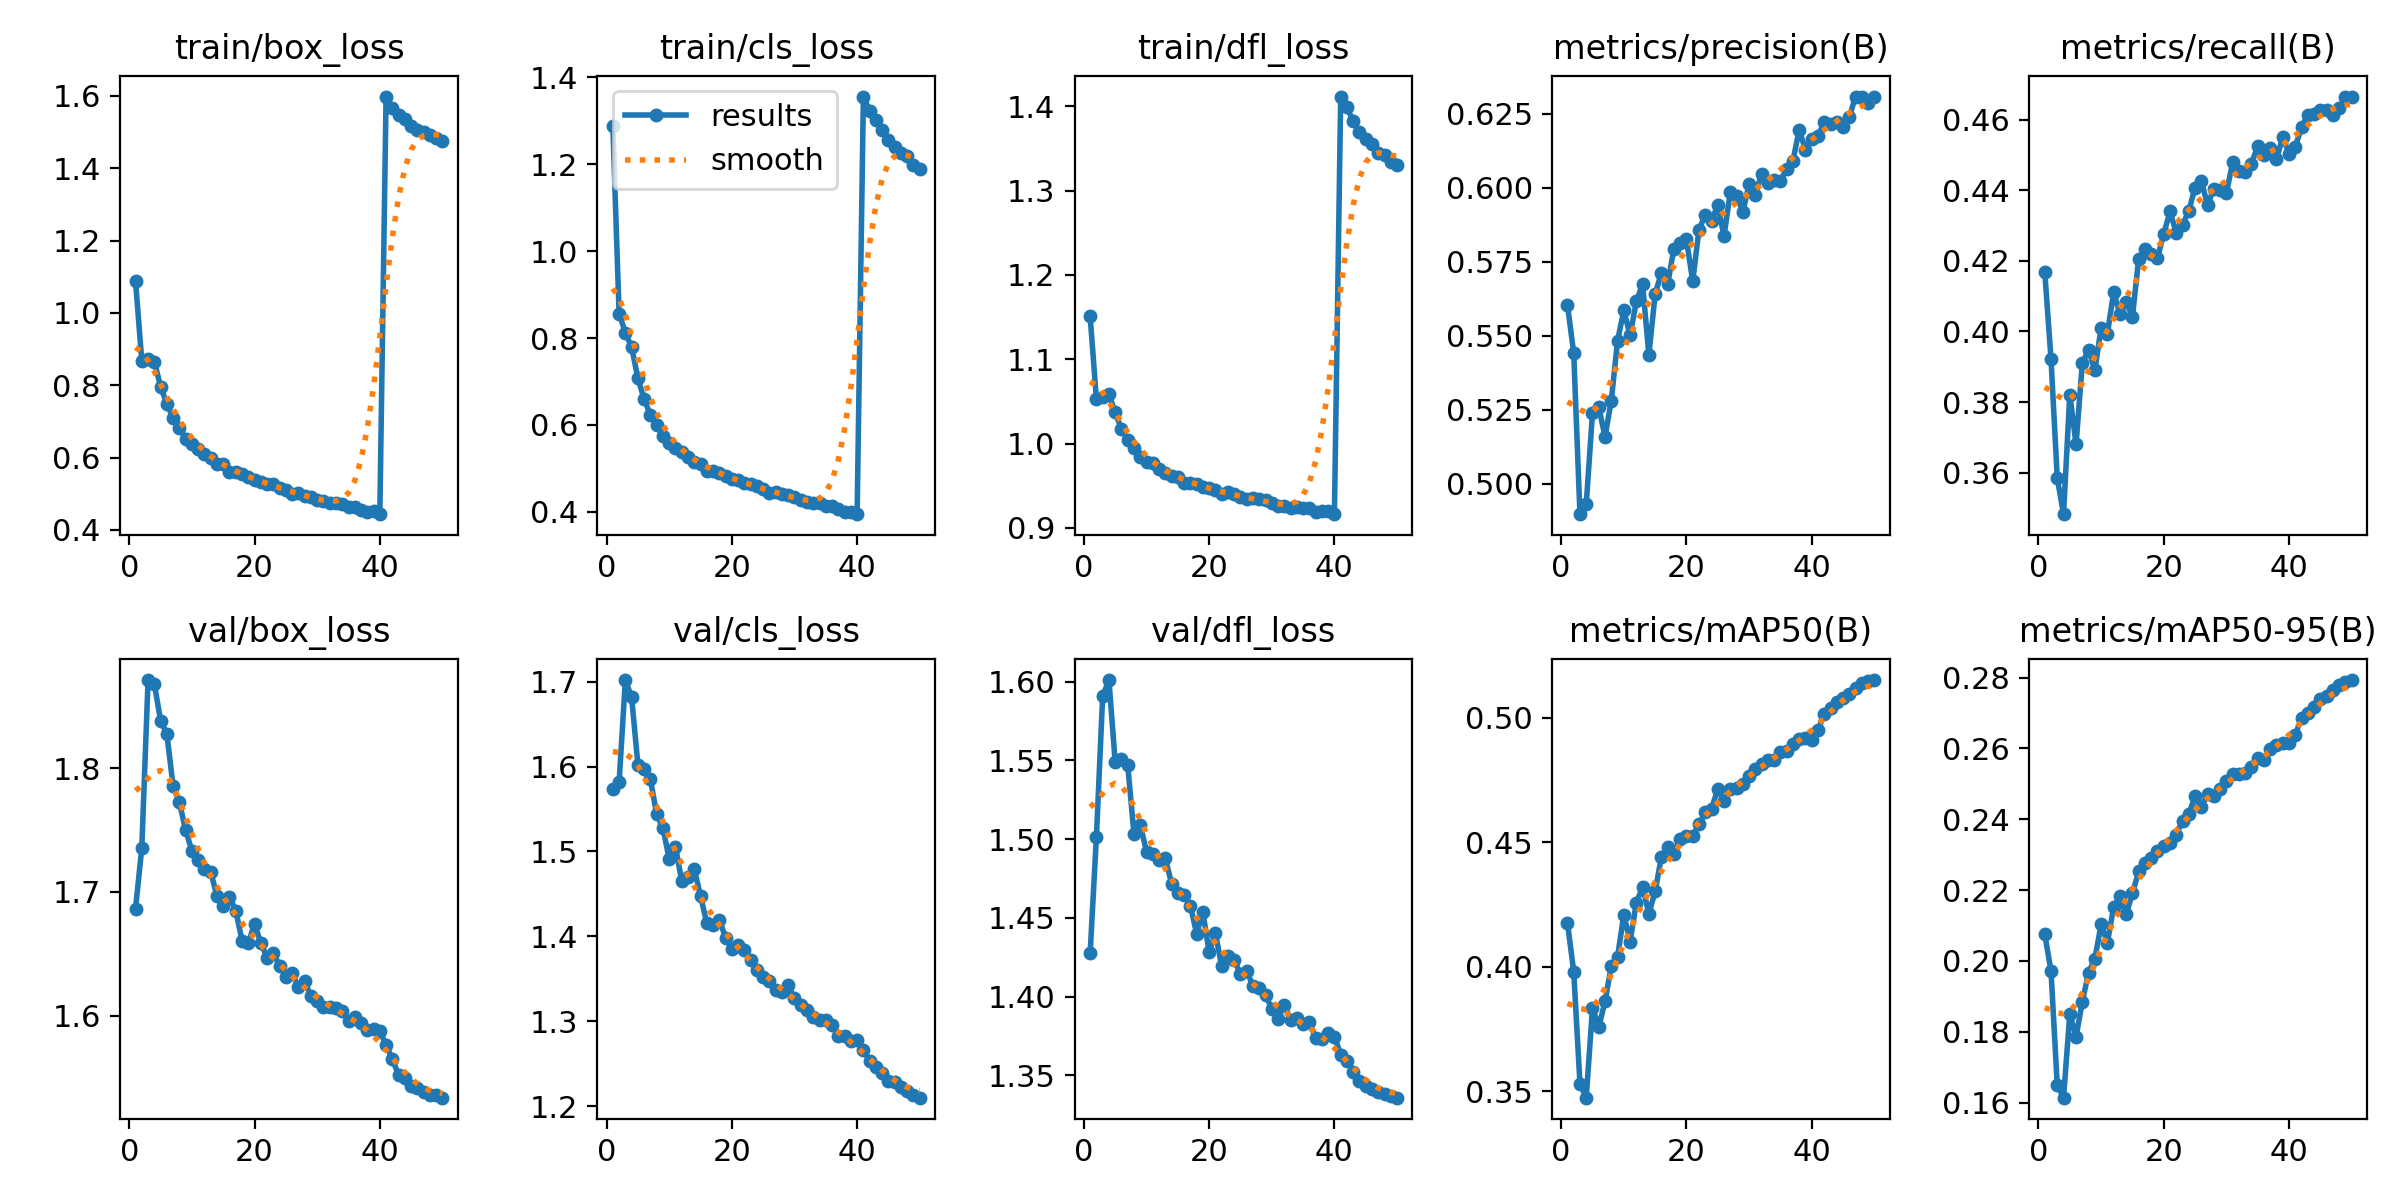 train/box_loss
1.6
1.4
1.2
1.0
0.8
0.6
0.4
0 20 40
train/cls_loss
results
smooth
1.4
1.2
1.0
0.8
0.6
0.4
0 20 40
train/dfl_loss
1.4
1.3
1.2
1.1
1.0
0.9
0 20 40
metrics/precision(B)
0.625
0.600
0.575
0.550
0.525
0.500
0 20 40
metrics/recall(B)
0.46
0.44
0.42
0.40
0.38
0.36
0 20 40
val/box_loss
1.8
1.7
1.6
0 20 40
val/cls_loss
1.7
1.6
1.5
1.4
1.3
1.2
0 20 40
val/dfl_loss
1.60
1.55
1.50
1.45
1.40
1.35
0 20 40
metrics/mAP50(B)
0.50
0.45
0.40
0.35
0 20 40
metrics/mAP50-95(B)
0.28
0.26
0.24
0.22
0.20
0.18
0.16
0 20 40